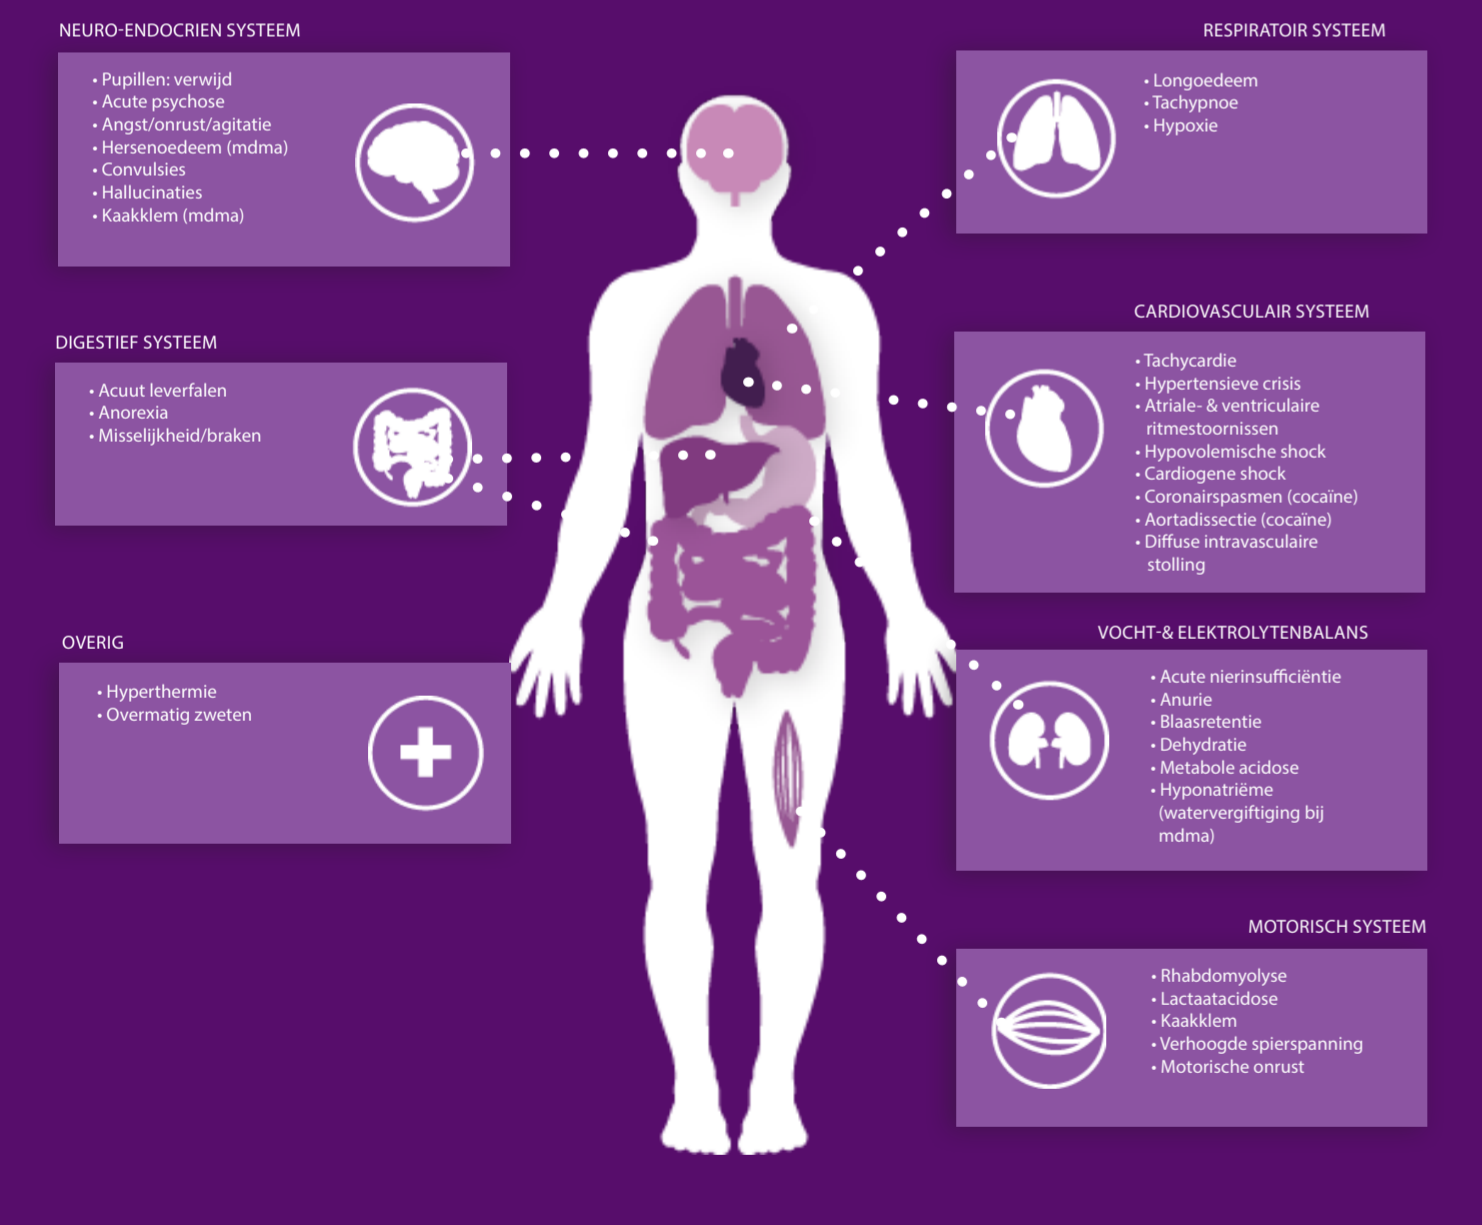 NEURO-ENDOCRIEN SYSTEEM
• Pupillen: verwijd
• Acute psychose
• Angst/onrust/agitatie
• Hersenoedeem (mdma)
• Convulsies
• Hallucinaties
• Kaakklem (mdma)
DIGESTIEF SYSTEEM
• Acuut leverfalen
• Anorexia
• Misselijkheid/braken
OVERIG
• Hyperthermie
• Overmatig zweten
RESPIRATOIR SYSTEEM
• Longoedeem
• Tachypnoe
• Hypoxie
CARDIOVASCULAIR SYSTEEM
• Tachycardie
• Hypertensieve crisis
• Atriale- & ventriculaire
ritmestoornissen
• Hypovolemische shock
• Cardiogene shock
• Coronairspasmen (cocaïne)
• Aortadissectie (cocaïne)
• Diffuse intravasculaire
stolling
VOCHT-& ELEKTROLYTENBALANS
• Acute nierinsufficiëntie
• Anurie
• Blaasretentie
• Dehydratie
• Metabole acidose
• Hyponatriëme
(watervergiftiging bij
mdma)
MOTORISCH SYSTEEM
• Rhabdomyolyse
• Lactaatacidose
• Kaakklem
• Verhoogde spierspanning
• Motorische onrust